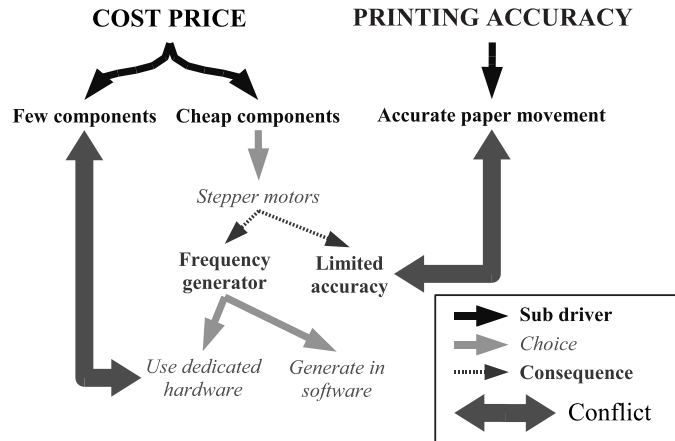 COST PRICE
PRINTING ACCURACY
Few components
Cheap components
Accurate paper movement
Stepper motors
Frequency
generator
Limited
accuracy
Use dedicated
hardware
Generate in
software
Sub driver
Choice
Consequence
Conflict